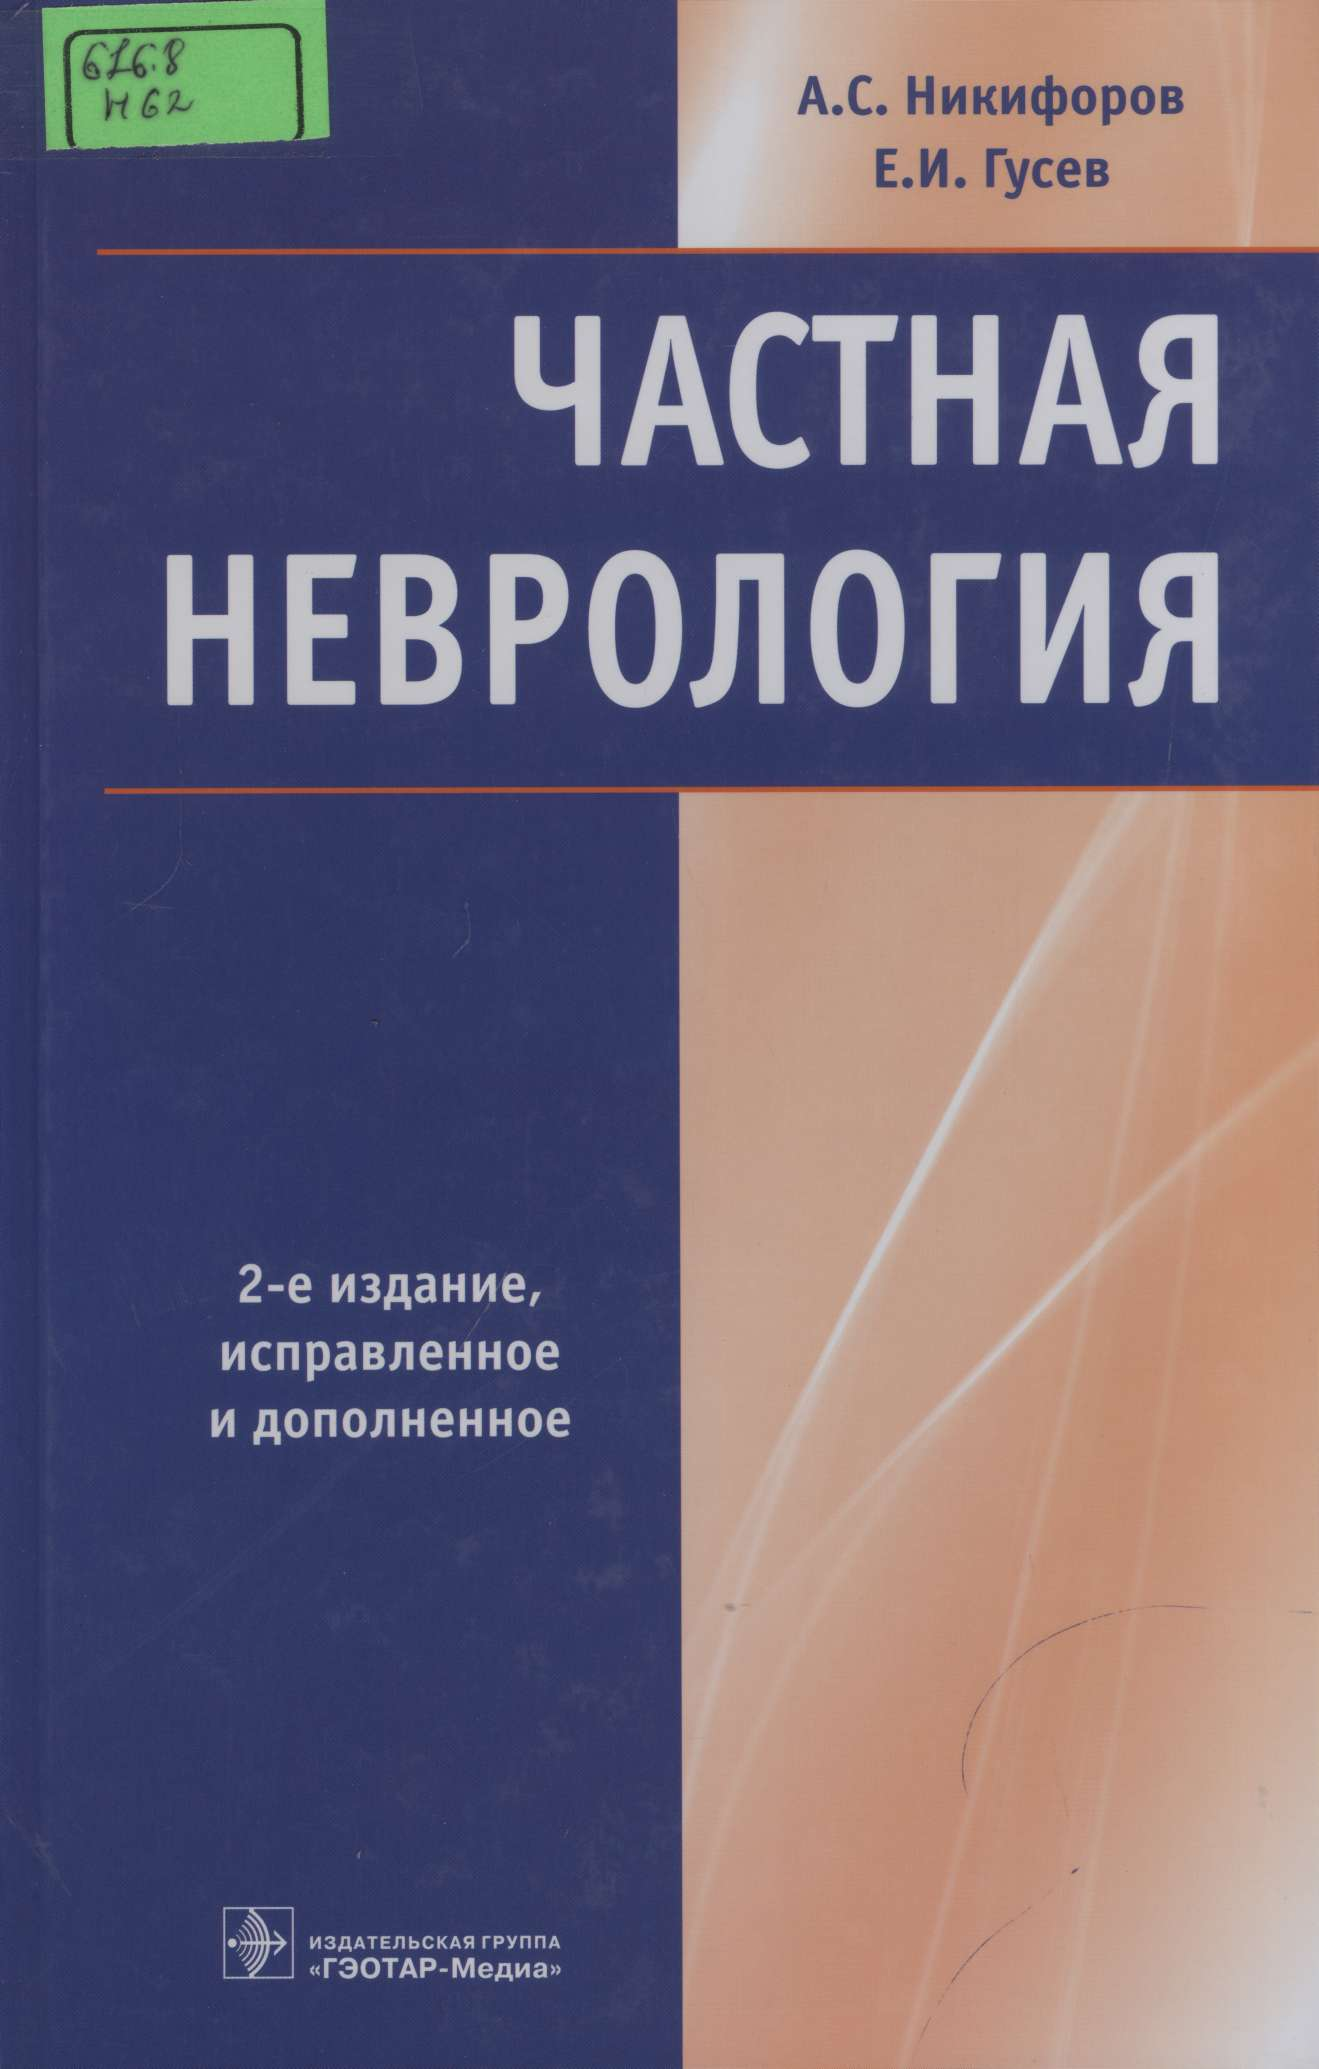 616.8
Н62
А.С. Никифоров
Е.И. Гусев
ЧАСТНАЯ
НЕВРОЛОГИЯ
2-е издание,
исправленное
и дополненное
ИЗДАТЕЛЬСКАЯ ГРУППА
«ГЭОТАР-Медиа»